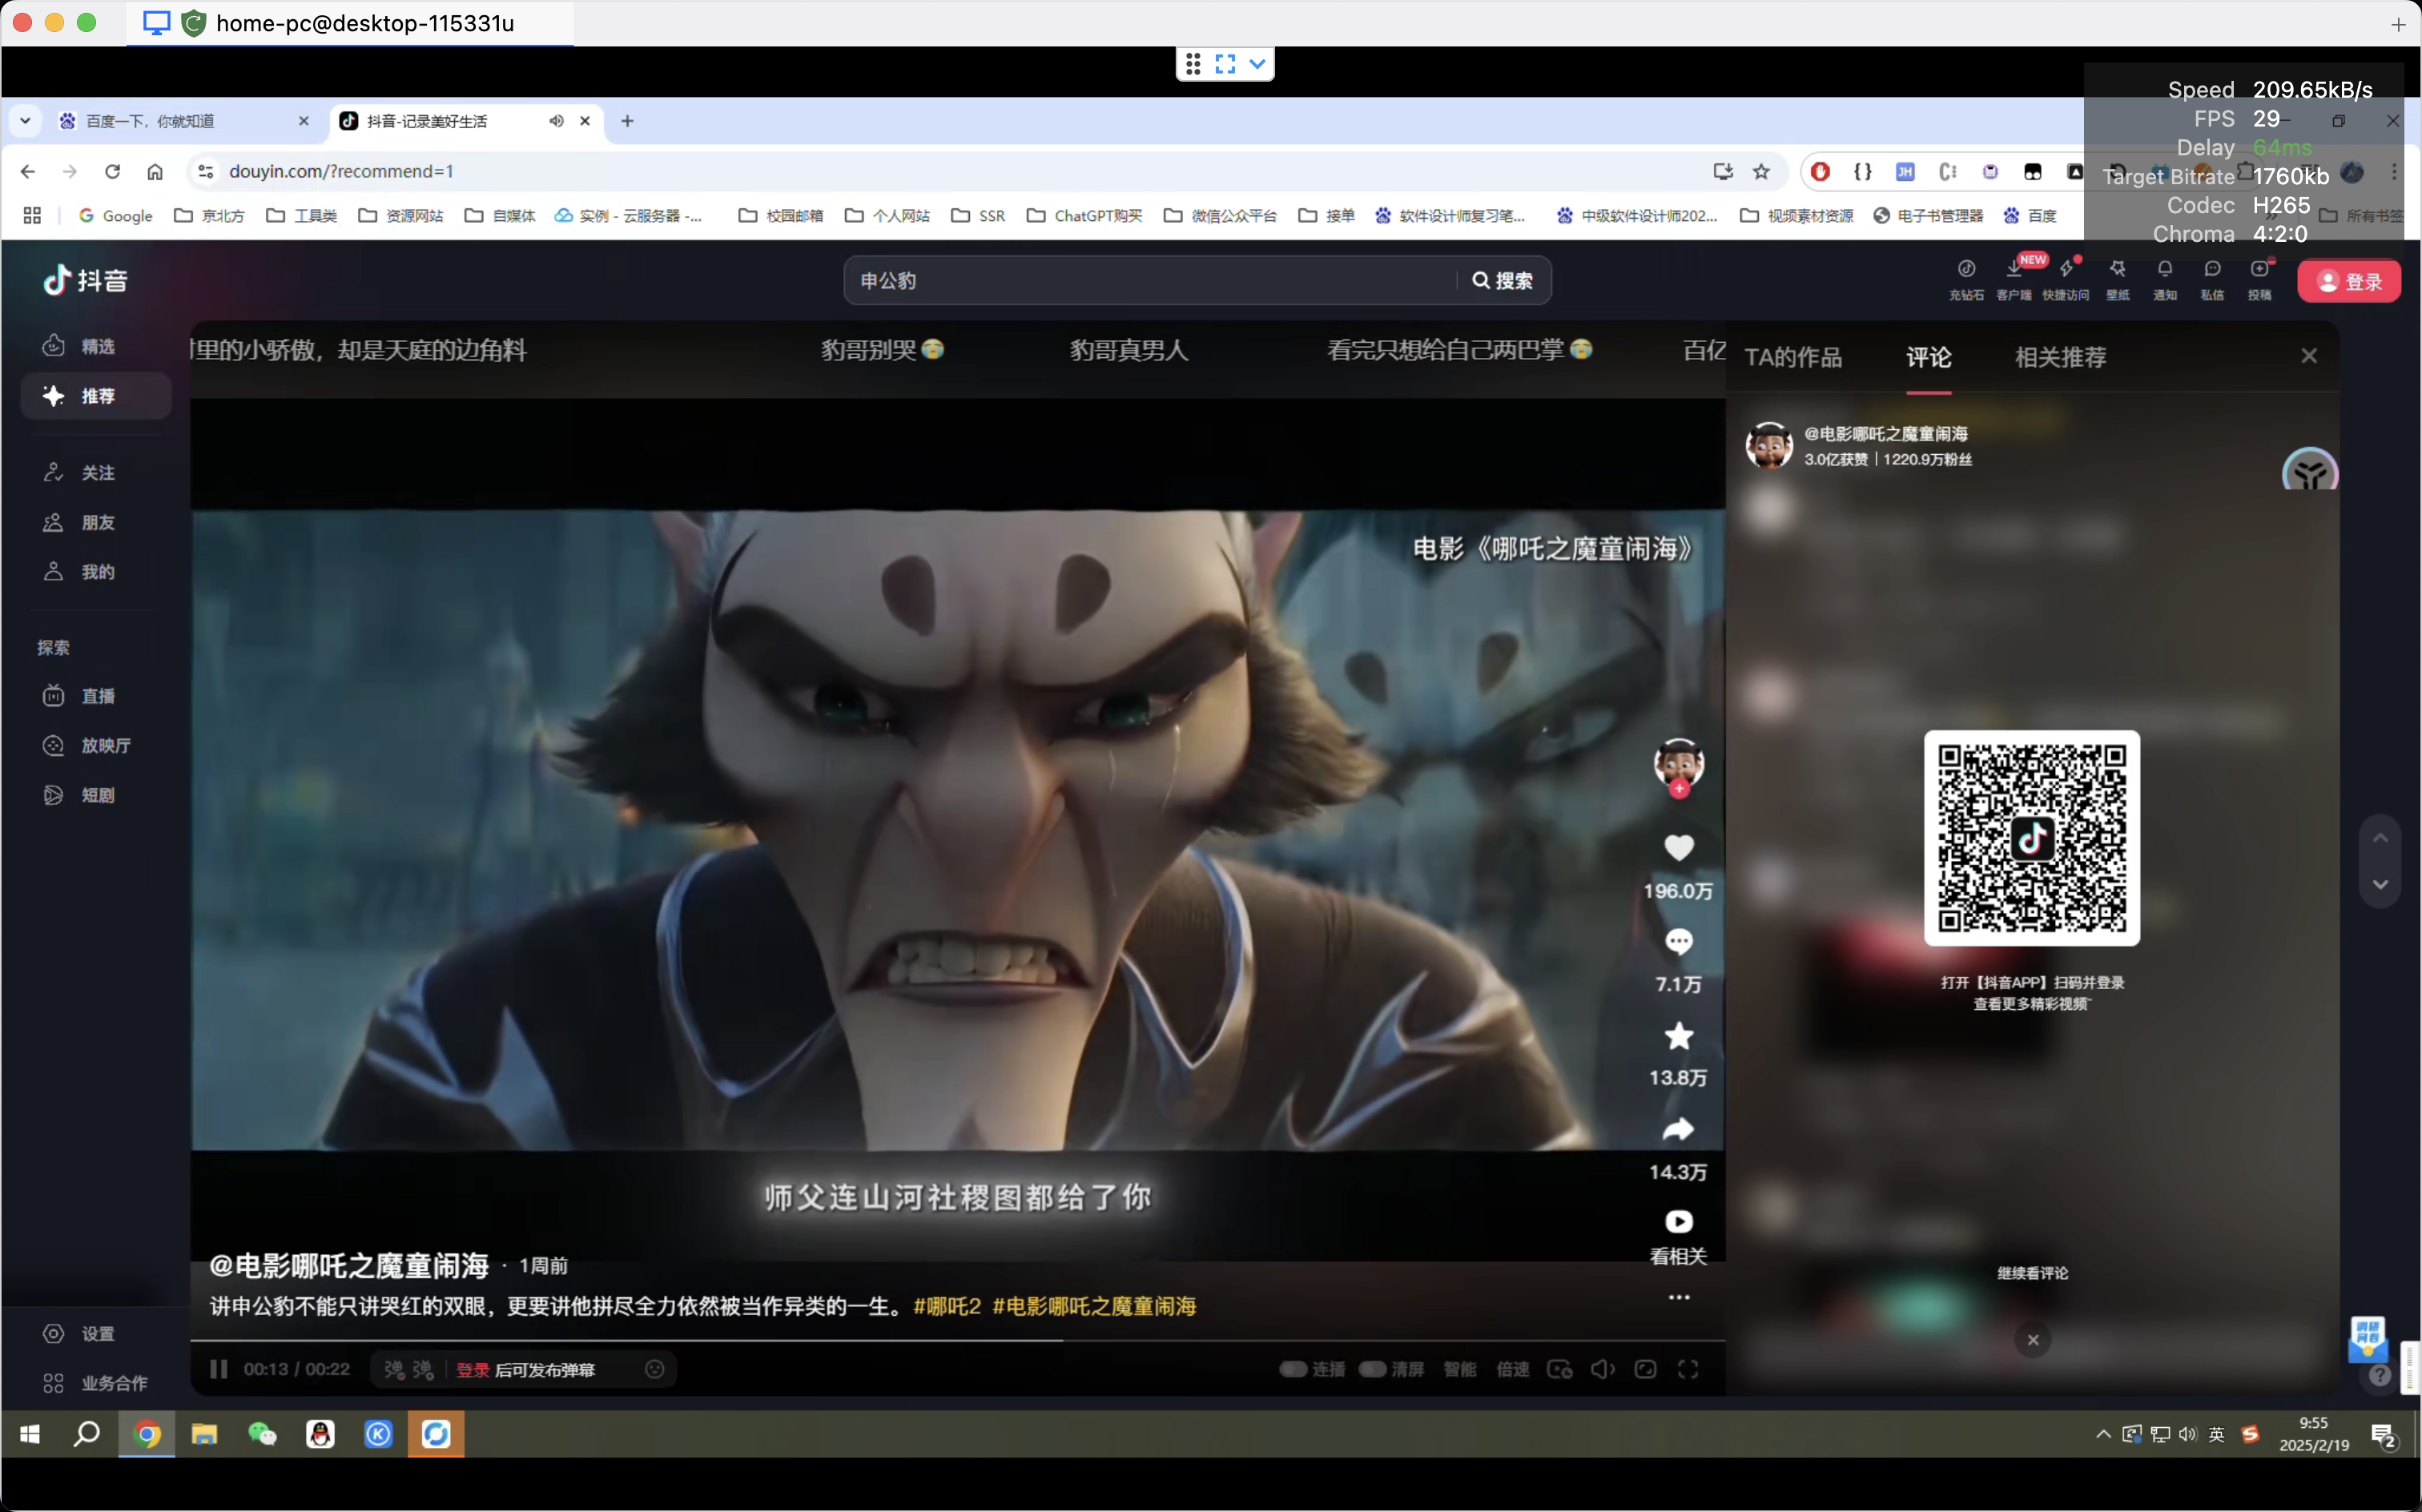 home-pc@desktop-115331u
Speed 209.65kB/s
FPS 29
Delay 64ms
Target Bitrate 1760kb
Codec H265
Chroma 4:2:0
百度一下，你就知道
抖音-记录美好生活
douyin.com/?recommend=1
Google 京北方 工具类 资源网站 自媒体 实例 - 云服务器 -... 校园邮箱 个人网站 SSR ChatGPT购买 微信公众平台 接单 软件设计师复习笔... 中级软件设计师202... 视频素材资源 电子书管理器 百度 所有书签
抖音
申公豹
搜索
充钻石 客户端 快捷访问 壁纸 通知 私信 投稿
NEW
登录
精选
推荐
关注
朋友
我的
探索
直播
放映厅
短剧
设置
业务合作
里的小骄傲，却是天庭的边角料 豹哥别哭😭 豹哥真男人 看完只想给自己两巴掌😭 百亿
电影《哪吒之魔童闹海》
196.0万
7.1万
13.8万
14.3万
看相关
师父连山河社稷图都给了你
@电影哪吒之魔童闹海 · 1周前
讲申公豹不能只讲哭红的双眼，更要讲他拼尽全力依然被当作异类的一生。#哪吒2 #电影哪吒之魔童闹海
00:13 / 00:22 弹 弹 登录 后可发布弹幕 连播 清屏 智能 倍速
TA的作品 评论 相关推荐
@电影哪吒之魔童闹海
3.0亿获赞 | 1220.9万粉丝
打开【抖音APP】扫码并登录
查看更多精彩视频~
继续看评论
调研
问卷
英
9:55
2025/2/19
2